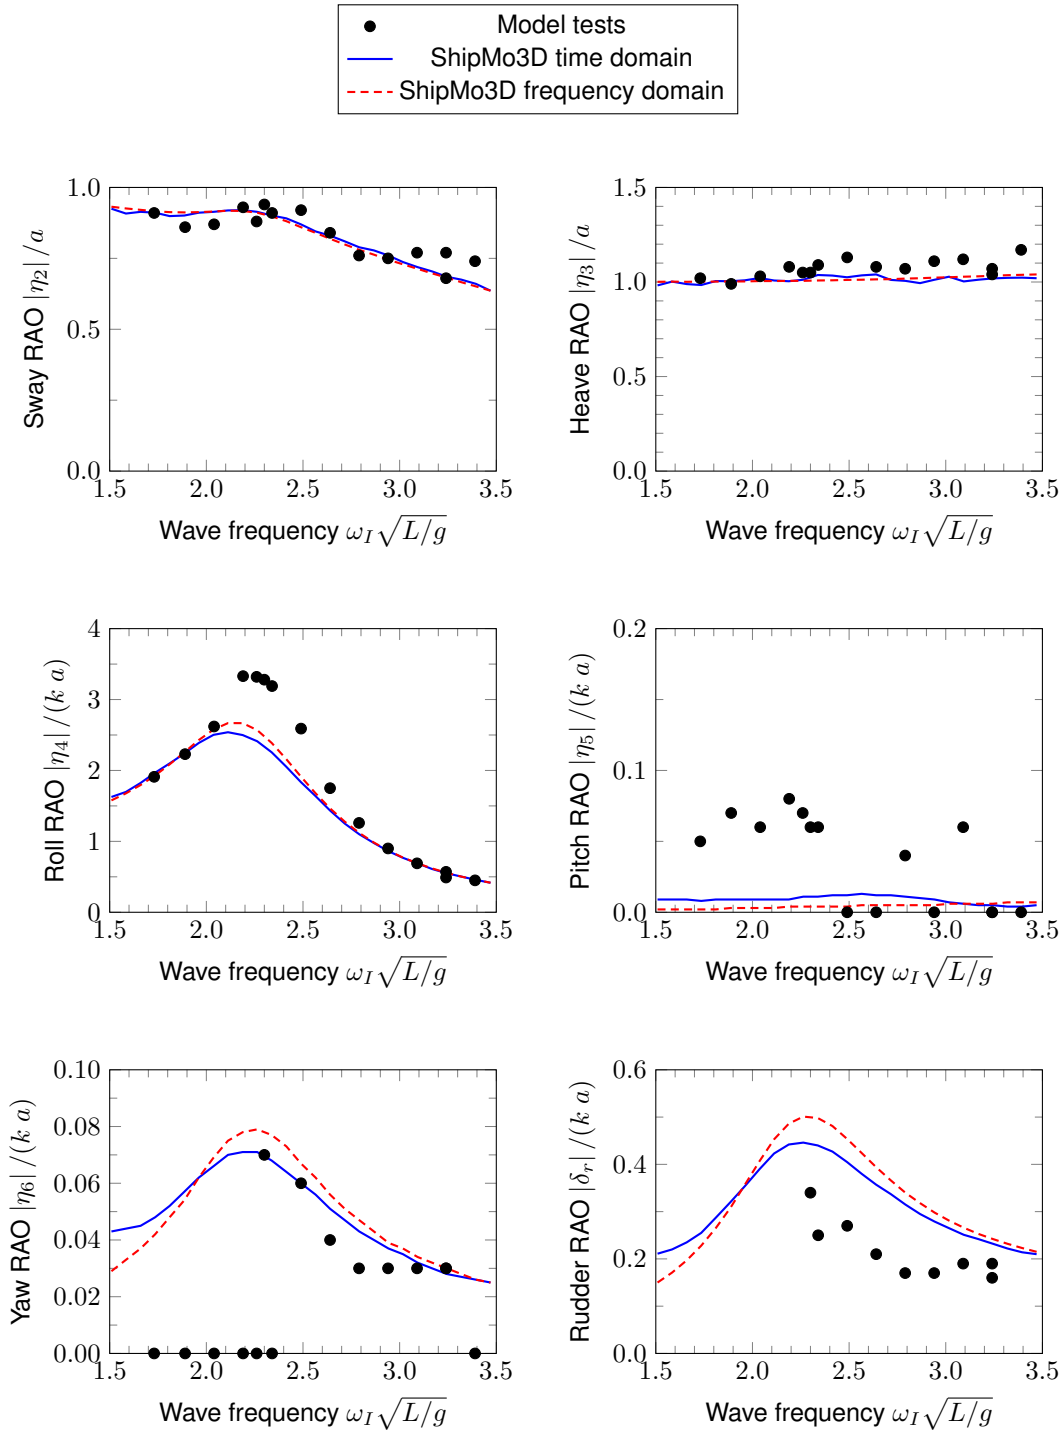 Model tests
ShipMo3D time domain
ShipMo3D frequency domain
1.0
0.5
0.0
1.5 2.0 2.5 3.0 3.5
Sway RAO |η₂|/a
Wave frequency ω_I√(L/g)
1.5
1.0
0.5
0.0
1.5 2.0 2.5 3.0 3.5
Heave RAO |η₃|/a
Wave frequency ω_I√(L/g)
4
3
2
1
0
1.5 2.0 2.5 3.0 3.5
Roll RAO |η₄|/(k a)
Wave frequency ω_I√(L/g)
0.2
0.1
0.0
1.5 2.0 2.5 3.0 3.5
Pitch RAO |η₅|/(k a)
Wave frequency ω_I√(L/g)
0.10
0.08
0.06
0.04
0.02
0.00
1.5 2.0 2.5 3.0 3.5
Yaw RAO |η₆|/(k a)
Wave frequency ω_I√(L/g)
0.6
0.4
0.2
0.0
1.5 2.0 2.5 3.0 3.5
Rudder RAO |δᵣ|/(k a)
Wave frequency ω_I√(L/g)